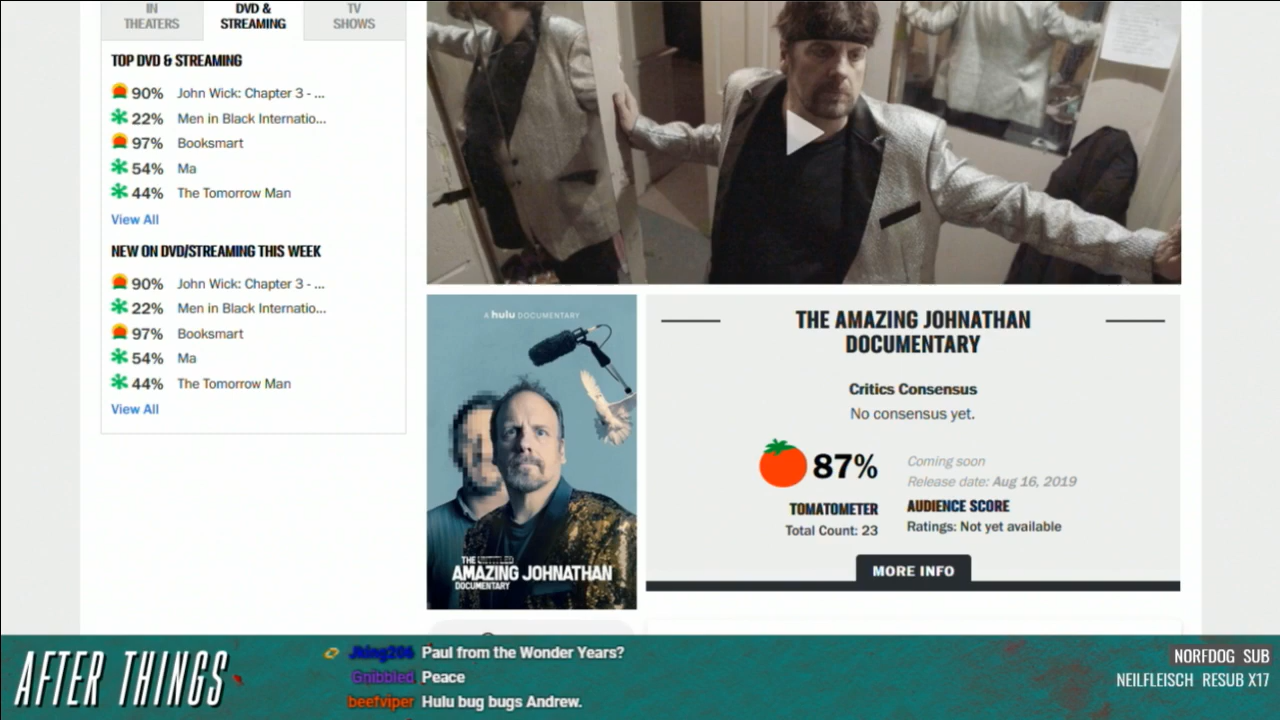 IN
THEATERS
DVD &
STREAMING
TV
SHOWS
TOP DVD & STREAMING
90% John Wick: Chapter 3 - ...
22% Men in Black Internatio...
97% Booksmart
54% Ma
44% The Tomorrow Man
View All
NEW ON DVD/STREAMING THIS WEEK
90% John Wick: Chapter 3 - ...
22% Men in Black Internatio...
97% Booksmart
54% Ma
44% The Tomorrow Man
View All
A hulu DOCUMENTARY
THE UNTITLED
AMAZING JOHNATHAN
DOCUMENTARY
THE AMAZING JOHNATHAN
DOCUMENTARY
Critics Consensus
No consensus yet.
87%
TOMATOMETER
Total Count: 23
Coming soon
Release date: Aug 16, 2019
AUDIENCE SCORE
Ratings: Not yet available
MORE INFO
AFTER THINGS
Jking206 Paul from the Wonder Years?
Gnibbled Peace
beefviper Hulu bug bugs Andrew.
NORFDOG SUB
NEILFLEISCH RESUB X17